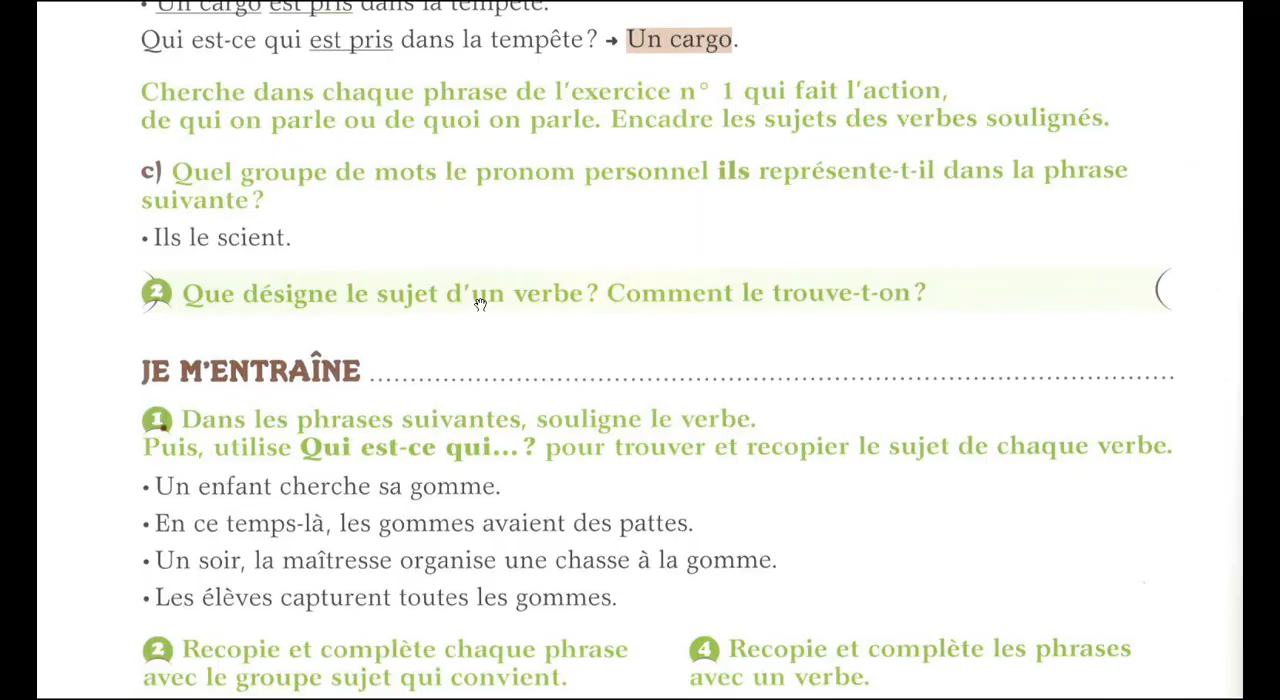 • Un cargo est pris dans la tempête.
Qui est-ce qui est pris dans la tempête? → Un cargo.
Cherche dans chaque phrase de l'exercice n° 1 qui fait l'action,
de qui on parle ou de quoi on parle. Encadre les sujets des verbes soulignés.
c) Quel groupe de mots le pronom personnel ils représente-t-il dans la phrase
suivante?
• Ils le scient.
2 Que désigne le sujet d'un verbe? Comment le trouve-t-on?
JE M'ENTRAÎNE
1 Dans les phrases suivantes, souligne le verbe.
Puis, utilise Qui est-ce qui...? pour trouver et recopier le sujet de chaque verbe.
• Un enfant cherche sa gomme.
• En ce temps-là, les gommes avaient des pattes.
• Un soir, la maîtresse organise une chasse à la gomme.
• Les élèves capturent toutes les gommes.
2 Recopie et complète chaque phrase
avec le groupe sujet qui convient.
4 Recopie et complète les phrases
avec un verbe.